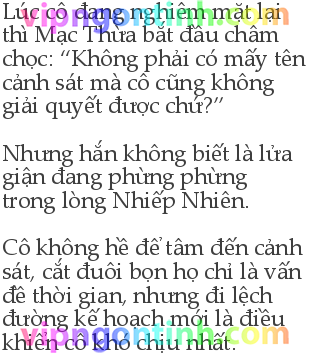 Lúc cô đang nghiêm mặt lại
thì Mạc Thừa bắt đầu châm
chọc: “Không phải có mấy tên
cảnh sát mà cô cũng không
giải quyết được chứ?”
Nhưng hắn không biết là lửa
giận đang phừng phừng
trong lòng Nhiếp Nhiên.
Cô không hề để tâm đến cảnh
sát, cắt đuôi bọn họ chỉ là vấn
đề thời gian, nhưng đi lệch
đường kế hoạch mới là điều
khiến cô khó chịu nhất.
vipngontinh.com
vipngontinh.com
vipngontinh.com